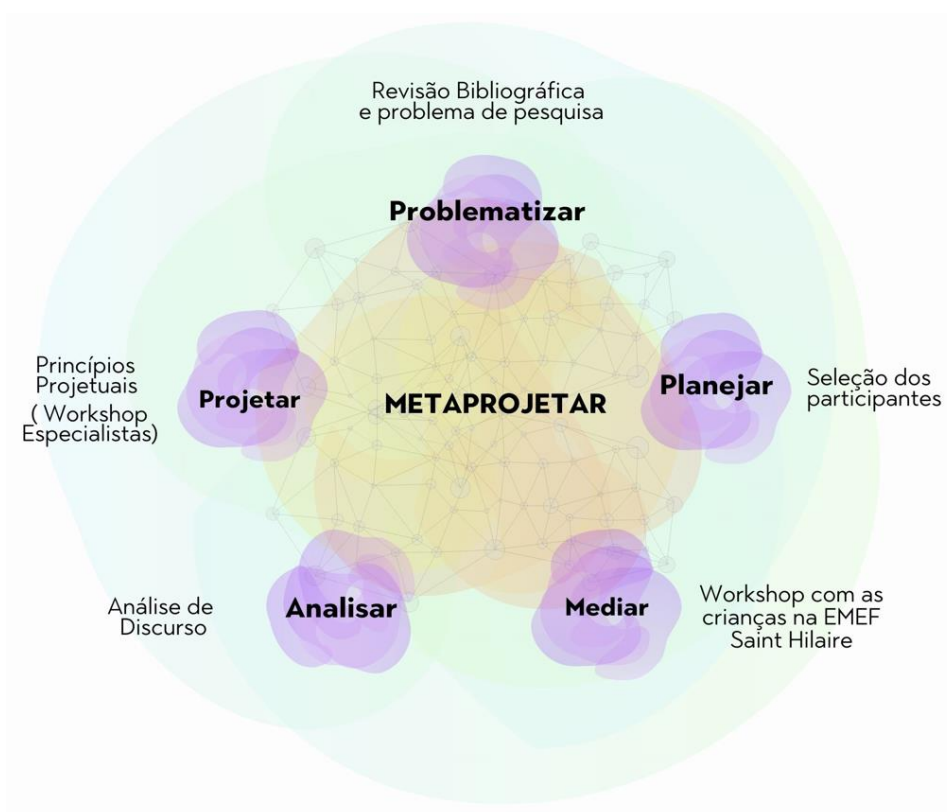 Revisão Bibliográfica
e problema de pesquisa
Problematizar
Princípios
Projetuais
( Workshop
Especialistas)
Projetar
METAPROJETAR
Planejar
Seleção dos
participantes
Análise de
Discurso
Analisar
Mediar
Workshop com as
crianças na EMEF
Saint Hilaire